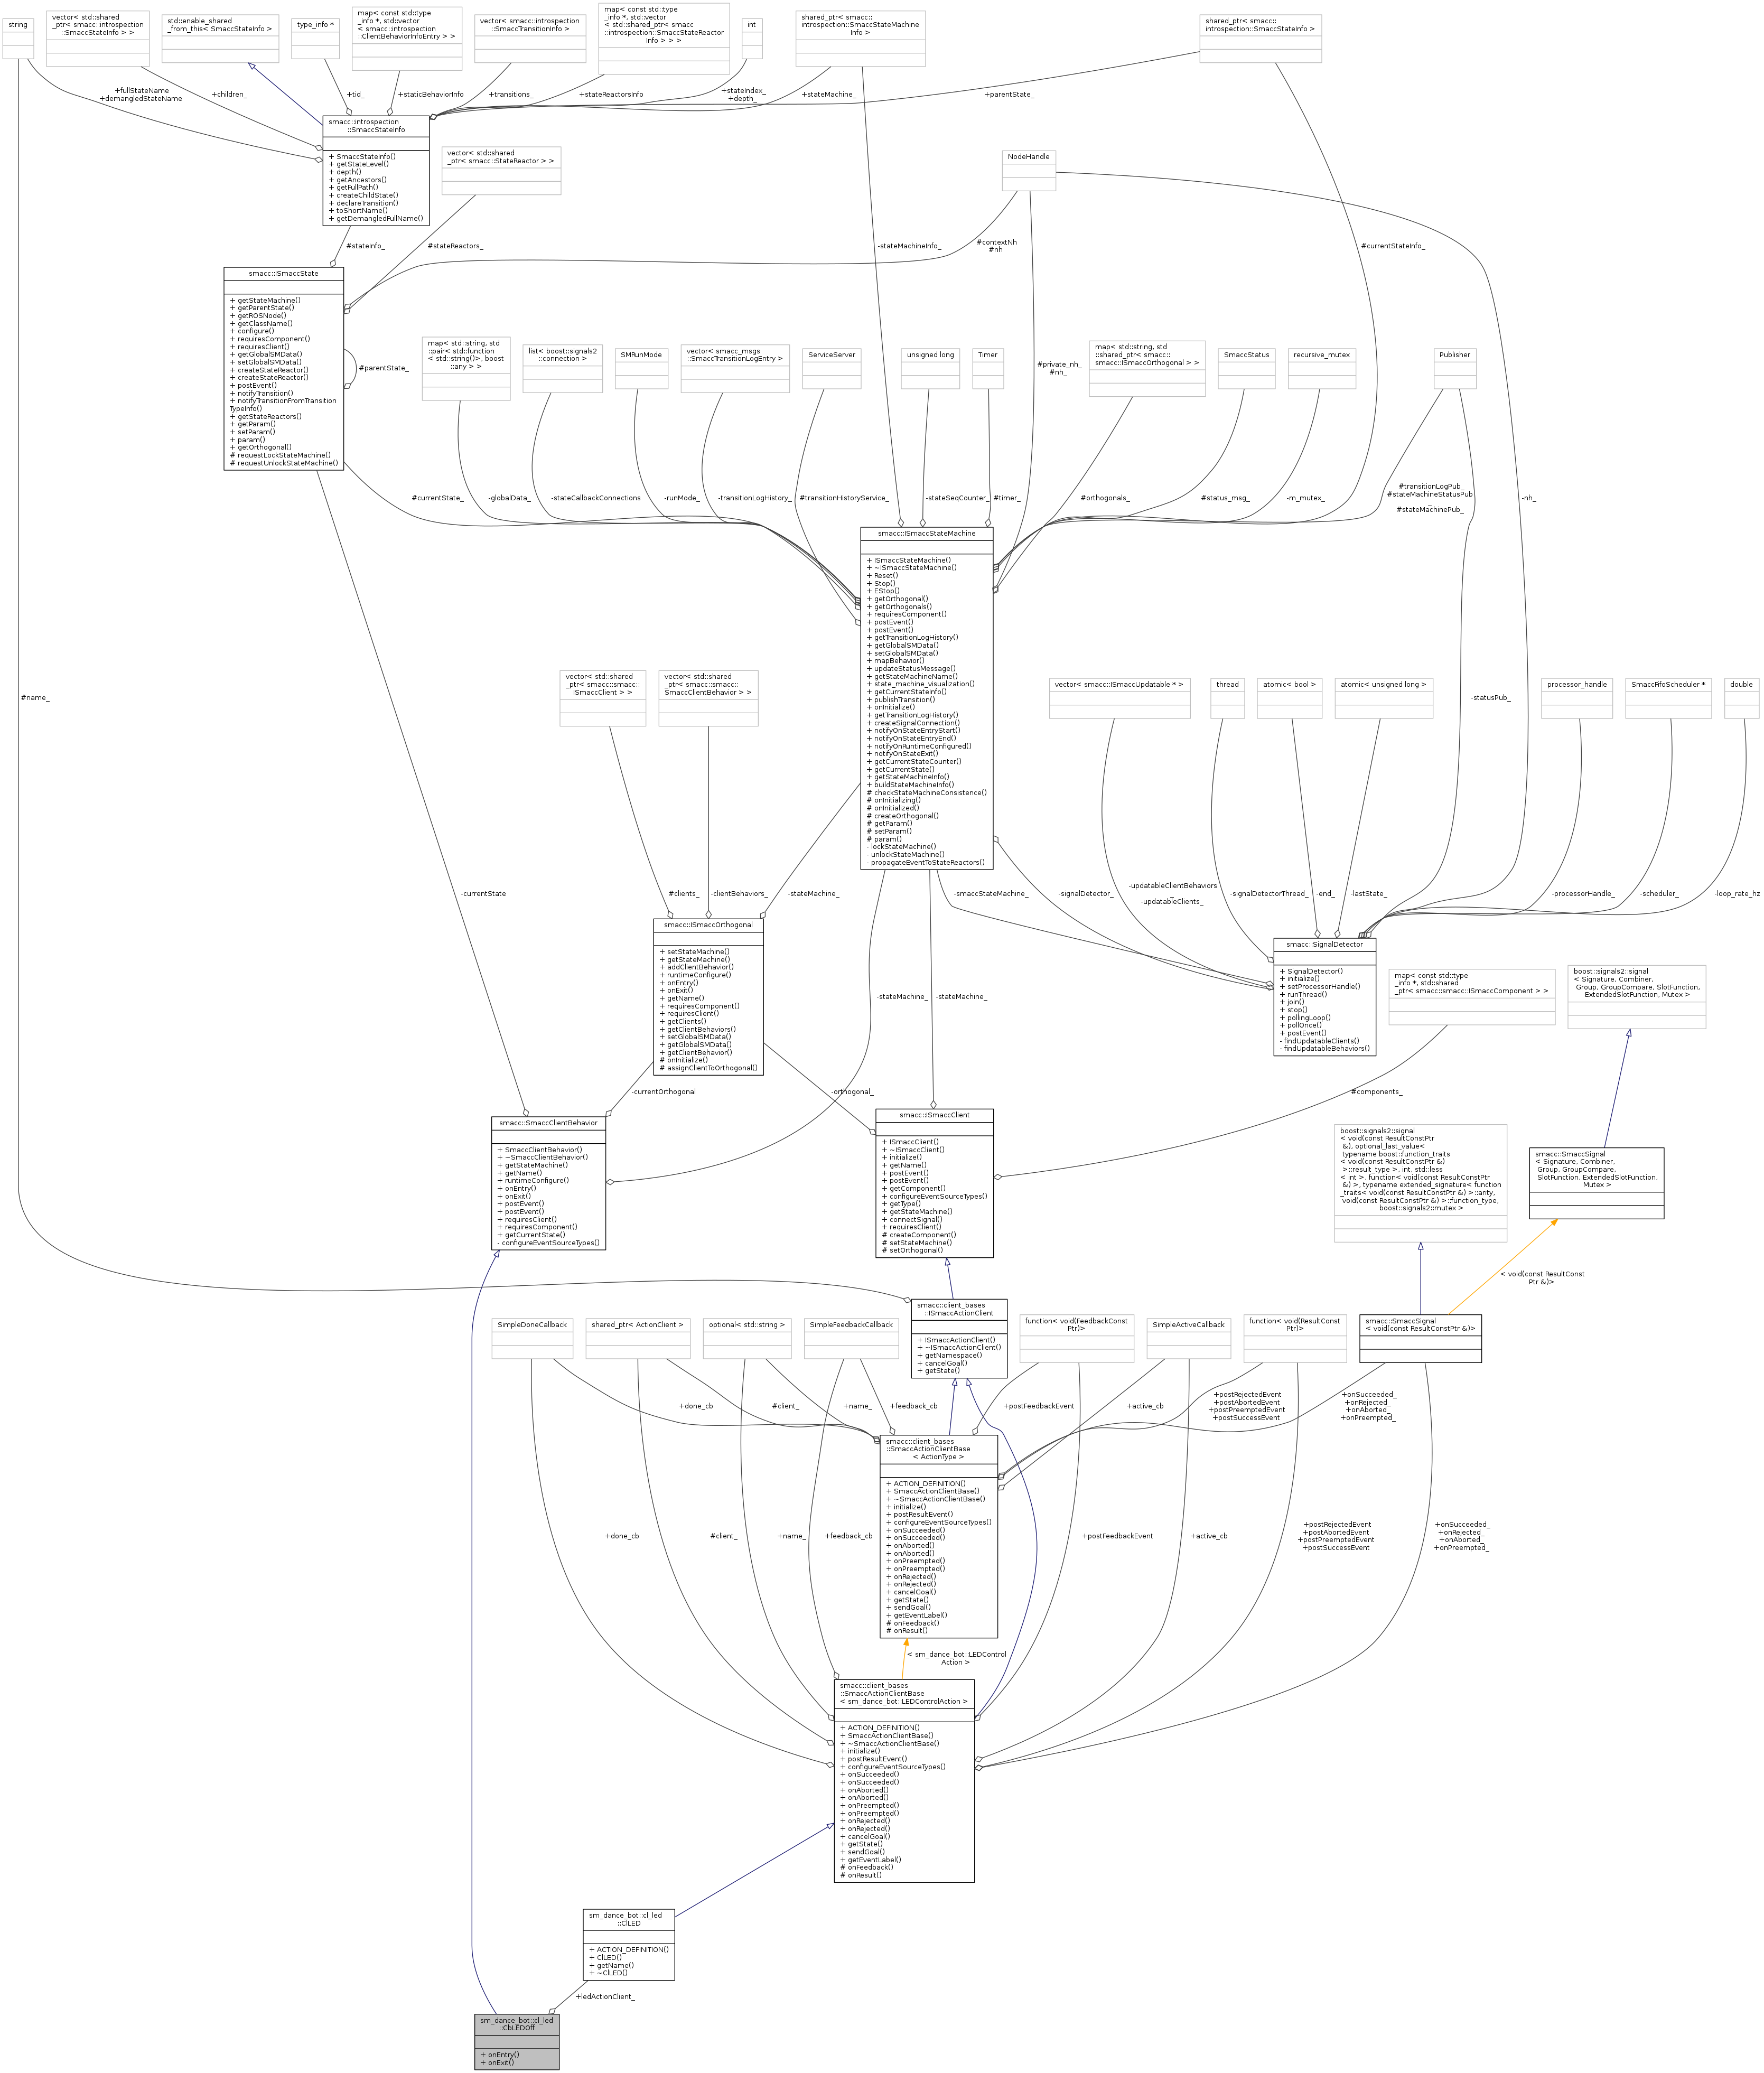 string
vector< std::shared
_ptr< smacc::introspection
::SmaccStateInfo > >
std::enable_shared
_from_this< SmaccStateInfo >
type_info *
map< const std::type
_info *, std::vector
< smacc::introspection
::ClientBehaviorInfoEntry > >
vector< smacc::introspection
::SmaccTransitionInfo >
map< const std::type
_info *, std::vector
< std::shared_ptr< smacc
::introspection::SmaccStateReactor
Info > > >
int
shared_ptr< smacc::
introspection::SmaccStateMachine
Info >
shared_ptr< smacc::
introspection::SmaccStateInfo >
+fullStateName
+demangledStateName
+children_
+tid_
+staticBehaviorInfo
+transitions_
+stateReactorsInfo
+stateIndex_
+depth_
+stateMachine_
+parentState_
smacc::introspection
::SmaccStateInfo
+ SmaccStateInfo()
+ getStateLevel()
+ depth()
+ getAncestors()
+ getFullPath()
+ createChildState()
+ declareTransition()
+ toShortName()
+ getDemangledFullName()
vector< std::shared
_ptr< smacc::StateReactor > >
NodeHandle
#stateInfo_
#stateReactors_
#contextNh
#nh
-stateMachineInfo_
#currentStateInfo_
smacc::ISmaccState
+ getStateMachine()
+ getParentState()
+ getROSNode()
+ getClassName()
+ configure()
+ requiresComponent()
+ requiresClient()
+ getGlobalSMData()
+ setGlobalSMData()
+ createStateReactor()
+ createStateReactor()
+ postEvent()
+ notifyTransition()
+ notifyTransitionFromTransition
TypeInfo()
+ getStateReactors()
+ getParam()
+ setParam()
+ param()
+ getOrthogonal()
# requestLockStateMachine()
# requestUnlockStateMachine()
#parentState_
map< std::string, std
::pair< std::function
< std::string()>, boost
::any > >
list< boost::signals2
::connection >
SMRunMode
vector< smacc_msgs
::SmaccTransitionLogEntry >
ServiceServer
unsigned long
Timer
#private_nh_
#nh_
map< std::string, std
::shared_ptr< smacc::
smacc::ISmaccOrthogonal > >
SmaccStatus
recursive_mutex
Publisher
#currentState_
-globalData_
-stateCallbackConnections
-runMode_
-transitionLogHistory_
#transitionHistoryService_
-stateSeqCounter_
#timer_
#orthogonals_
#status_msg_
-m_mutex_
#transitionLogPub_
#stateMachineStatusPub
_
#stateMachinePub_
-nh_
smacc::ISmaccStateMachine
+ ISmaccStateMachine()
+ ~ISmaccStateMachine()
+ Reset()
+ Stop()
+ EStop()
+ getOrthogonal()
+ getOrthogonals()
+ requiresComponent()
+ postEvent()
+ postEvent()
+ getTransitionLogHistory()
+ getGlobalSMData()
+ setGlobalSMData()
+ mapBehavior()
+ updateStatusMessage()
+ getStateMachineName()
+ state_machine_visualization()
+ getCurrentStateInfo()
+ publishTransition()
+ onInitialize()
+ getTransitionLogHistory()
+ createSignalConnection()
+ notifyOnStateEntryStart()
+ notifyOnStateEntryEnd()
+ notifyOnRuntimeConfigured()
+ notifyOnStateExit()
+ getCurrentStateCounter()
+ getCurrentState()
+ getStateMachineInfo()
+ buildStateMachineInfo()
# checkStateMachineConsistence()
# onInitializing()
# onInitialized()
# createOrthogonal()
# getParam()
# setParam()
# param()
- lockStateMachine()
- unlockStateMachine()
- propagateEventToStateReactors()
#name_
vector< std::shared
_ptr< smacc::smacc::
ISmaccClient > >
vector< std::shared
_ptr< smacc::smacc::
SmaccClientBehavior > >
vector< smacc::ISmaccUpdatable * >
thread
atomic< bool >
atomic< unsigned long >
-statusPub_
processor_handle
SmaccFifoScheduler *
double
-currentState
#clients_
-clientBehaviors_
-stateMachine_
-smaccStateMachine_
-signalDetector_
-updatableClientBehaviors
_
-updatableClients_
-signalDetectorThread_
-end_
-lastState_
-processorHandle_
-scheduler_
-loop_rate_hz
smacc::ISmaccOrthogonal
+ setStateMachine()
+ getStateMachine()
+ addClientBehavior()
+ runtimeConfigure()
+ onEntry()
+ onExit()
+ getName()
+ requiresComponent()
+ requiresClient()
+ getClients()
+ getClientBehaviors()
+ setGlobalSMData()
+ getGlobalSMData()
+ getClientBehavior()
# onInitialize()
# assignClientToOrthogonal()
smacc::SignalDetector
+ SignalDetector()
+ initialize()
+ setProcessorHandle()
+ runThread()
+ join()
+ stop()
+ pollingLoop()
+ pollOnce()
+ postEvent()
- findUpdatableClients()
- findUpdatableBehaviors()
map< const std::type
_info *, std::shared
_ptr< smacc::smacc::ISmaccComponent > >
boost::signals2::signal
< Signature, Combiner,
Group, GroupCompare, SlotFunction,
ExtendedSlotFunction, Mutex >
-stateMachine_
-stateMachine_
-currentOrthogonal
-orthogonal_
#components_
smacc::SmaccClientBehavior
+ SmaccClientBehavior()
+ ~SmaccClientBehavior()
+ getStateMachine()
+ getName()
+ runtimeConfigure()
+ onEntry()
+ onExit()
+ postEvent()
+ postEvent()
+ requiresClient()
+ requiresComponent()
+ getCurrentState()
- configureEventSourceTypes()
smacc::ISmaccClient
+ ISmaccClient()
+ ~ISmaccClient()
+ initialize()
+ getName()
+ postEvent()
+ postEvent()
+ getComponent()
+ configureEventSourceTypes()
+ getType()
+ getStateMachine()
+ connectSignal()
+ requiresClient()
# createComponent()
# setStateMachine()
# setOrthogonal()
boost::signals2::signal
< void(const ResultConstPtr
&), optional_last_value<
typename boost::function_traits
< void(const ResultConstPtr &)
>::result_type >, int, std::less
< int >, function< void(const ResultConstPtr
&) >, typename extended_signature< function
_traits< void(const ResultConstPtr &) >::arity,
void(const ResultConstPtr &) >::function_type,
boost::signals2::mutex >
smacc::SmaccSignal
< Signature, Combiner,
Group, GroupCompare,
SlotFunction, ExtendedSlotFunction,
Mutex >
< void(const ResultConst
Ptr &)>
smacc::client_bases
::ISmaccActionClient
+ ISmaccActionClient()
+ ~ISmaccActionClient()
+ getNamespace()
+ cancelGoal()
+ getState()
SimpleDoneCallback
shared_ptr< ActionClient >
optional< std::string >
SimpleFeedbackCallback
function< void(FeedbackConst
Ptr)>
SimpleActiveCallback
function< void(ResultConst
Ptr)>
smacc::SmaccSignal
< void(const ResultConstPtr &)>
+done_cb
#client_
+name_
+feedback_cb
+postFeedbackEvent
+active_cb
+postRejectedEvent
+postAbortedEvent
+postPreemptedEvent
+postSuccessEvent
+onSucceeded_
+onRejected_
+onAborted_
+onPreempted_
smacc::client_bases
::SmaccActionClientBase
< ActionType >
+ ACTION_DEFINITION()
+ SmaccActionClientBase()
+ ~SmaccActionClientBase()
+ initialize()
+ postResultEvent()
+ configureEventSourceTypes()
+ onSucceeded()
+ onSucceeded()
+ onAborted()
+ onAborted()
+ onPreempted()
+ onPreempted()
+ onRejected()
+ onRejected()
+ cancelGoal()
+ getState()
+ sendGoal()
+ getEventLabel()
# onFeedback()
# onResult()
+done_cb
#client_
+name_
+feedback_cb
+postFeedbackEvent
+active_cb
+postRejectedEvent
+postAbortedEvent
+postPreemptedEvent
+postSuccessEvent
+onSucceeded_
+onRejected_
+onAborted_
+onPreempted_
< sm_dance_bot::LEDControl
Action >
smacc::client_bases
::SmaccActionClientBase
< sm_dance_bot::LEDControlAction >
+ ACTION_DEFINITION()
+ SmaccActionClientBase()
+ ~SmaccActionClientBase()
+ initialize()
+ postResultEvent()
+ configureEventSourceTypes()
+ onSucceeded()
+ onSucceeded()
+ onAborted()
+ onAborted()
+ onPreempted()
+ onPreempted()
+ onRejected()
+ onRejected()
+ cancelGoal()
+ getState()
+ sendGoal()
+ getEventLabel()
# onFeedback()
# onResult()
sm_dance_bot::cl_led
::ClLED
+ ACTION_DEFINITION()
+ ClLED()
+ getName()
+ ~ClLED()
+ledActionClient_
sm_dance_bot::cl_led
::CbLEDOff
+ onEntry()
+ onExit()